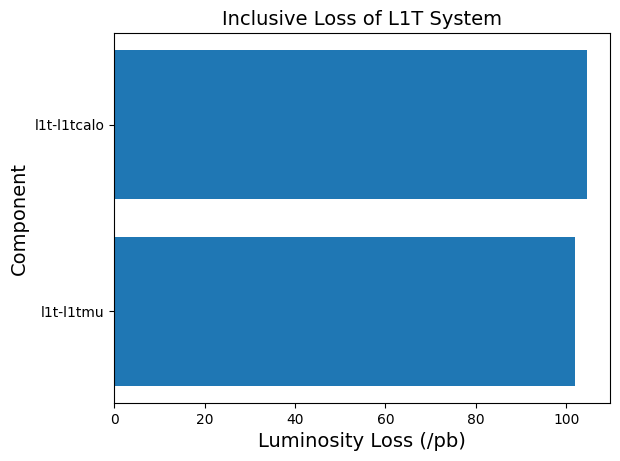 Inclusive Loss of L1T System
Component
l1t-l1tcalo
l1t-l1tmu
0 20 40 60 80 100
Luminosity Loss (/pb)